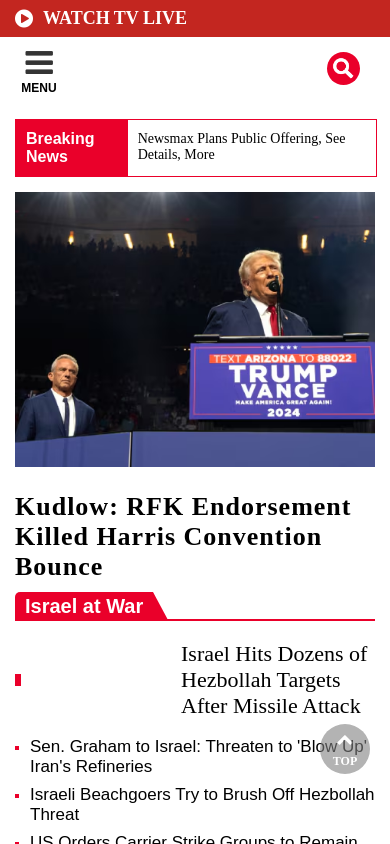 WATCH TV LIVE
MENU
Breaking
News
Newsmax Plans Public Offering, See
Details, More
TEXT ARIZONA TO 88022
TRUMP
VANCE
MAKE AMERICA GREAT AGAIN!
2024
Kudlow: RFK Endorsement
Killed Harris Convention
Bounce
Israel at War
Israel Hits Dozens of
Hezbollah Targets
After Missile Attack
Sen. Graham to Israel: Threaten to 'Blow Up'
Iran's Refineries
TOP
Israeli Beachgoers Try to Brush Off Hezbollah
Threat
US Orders Carrier Strike Groups to Remain